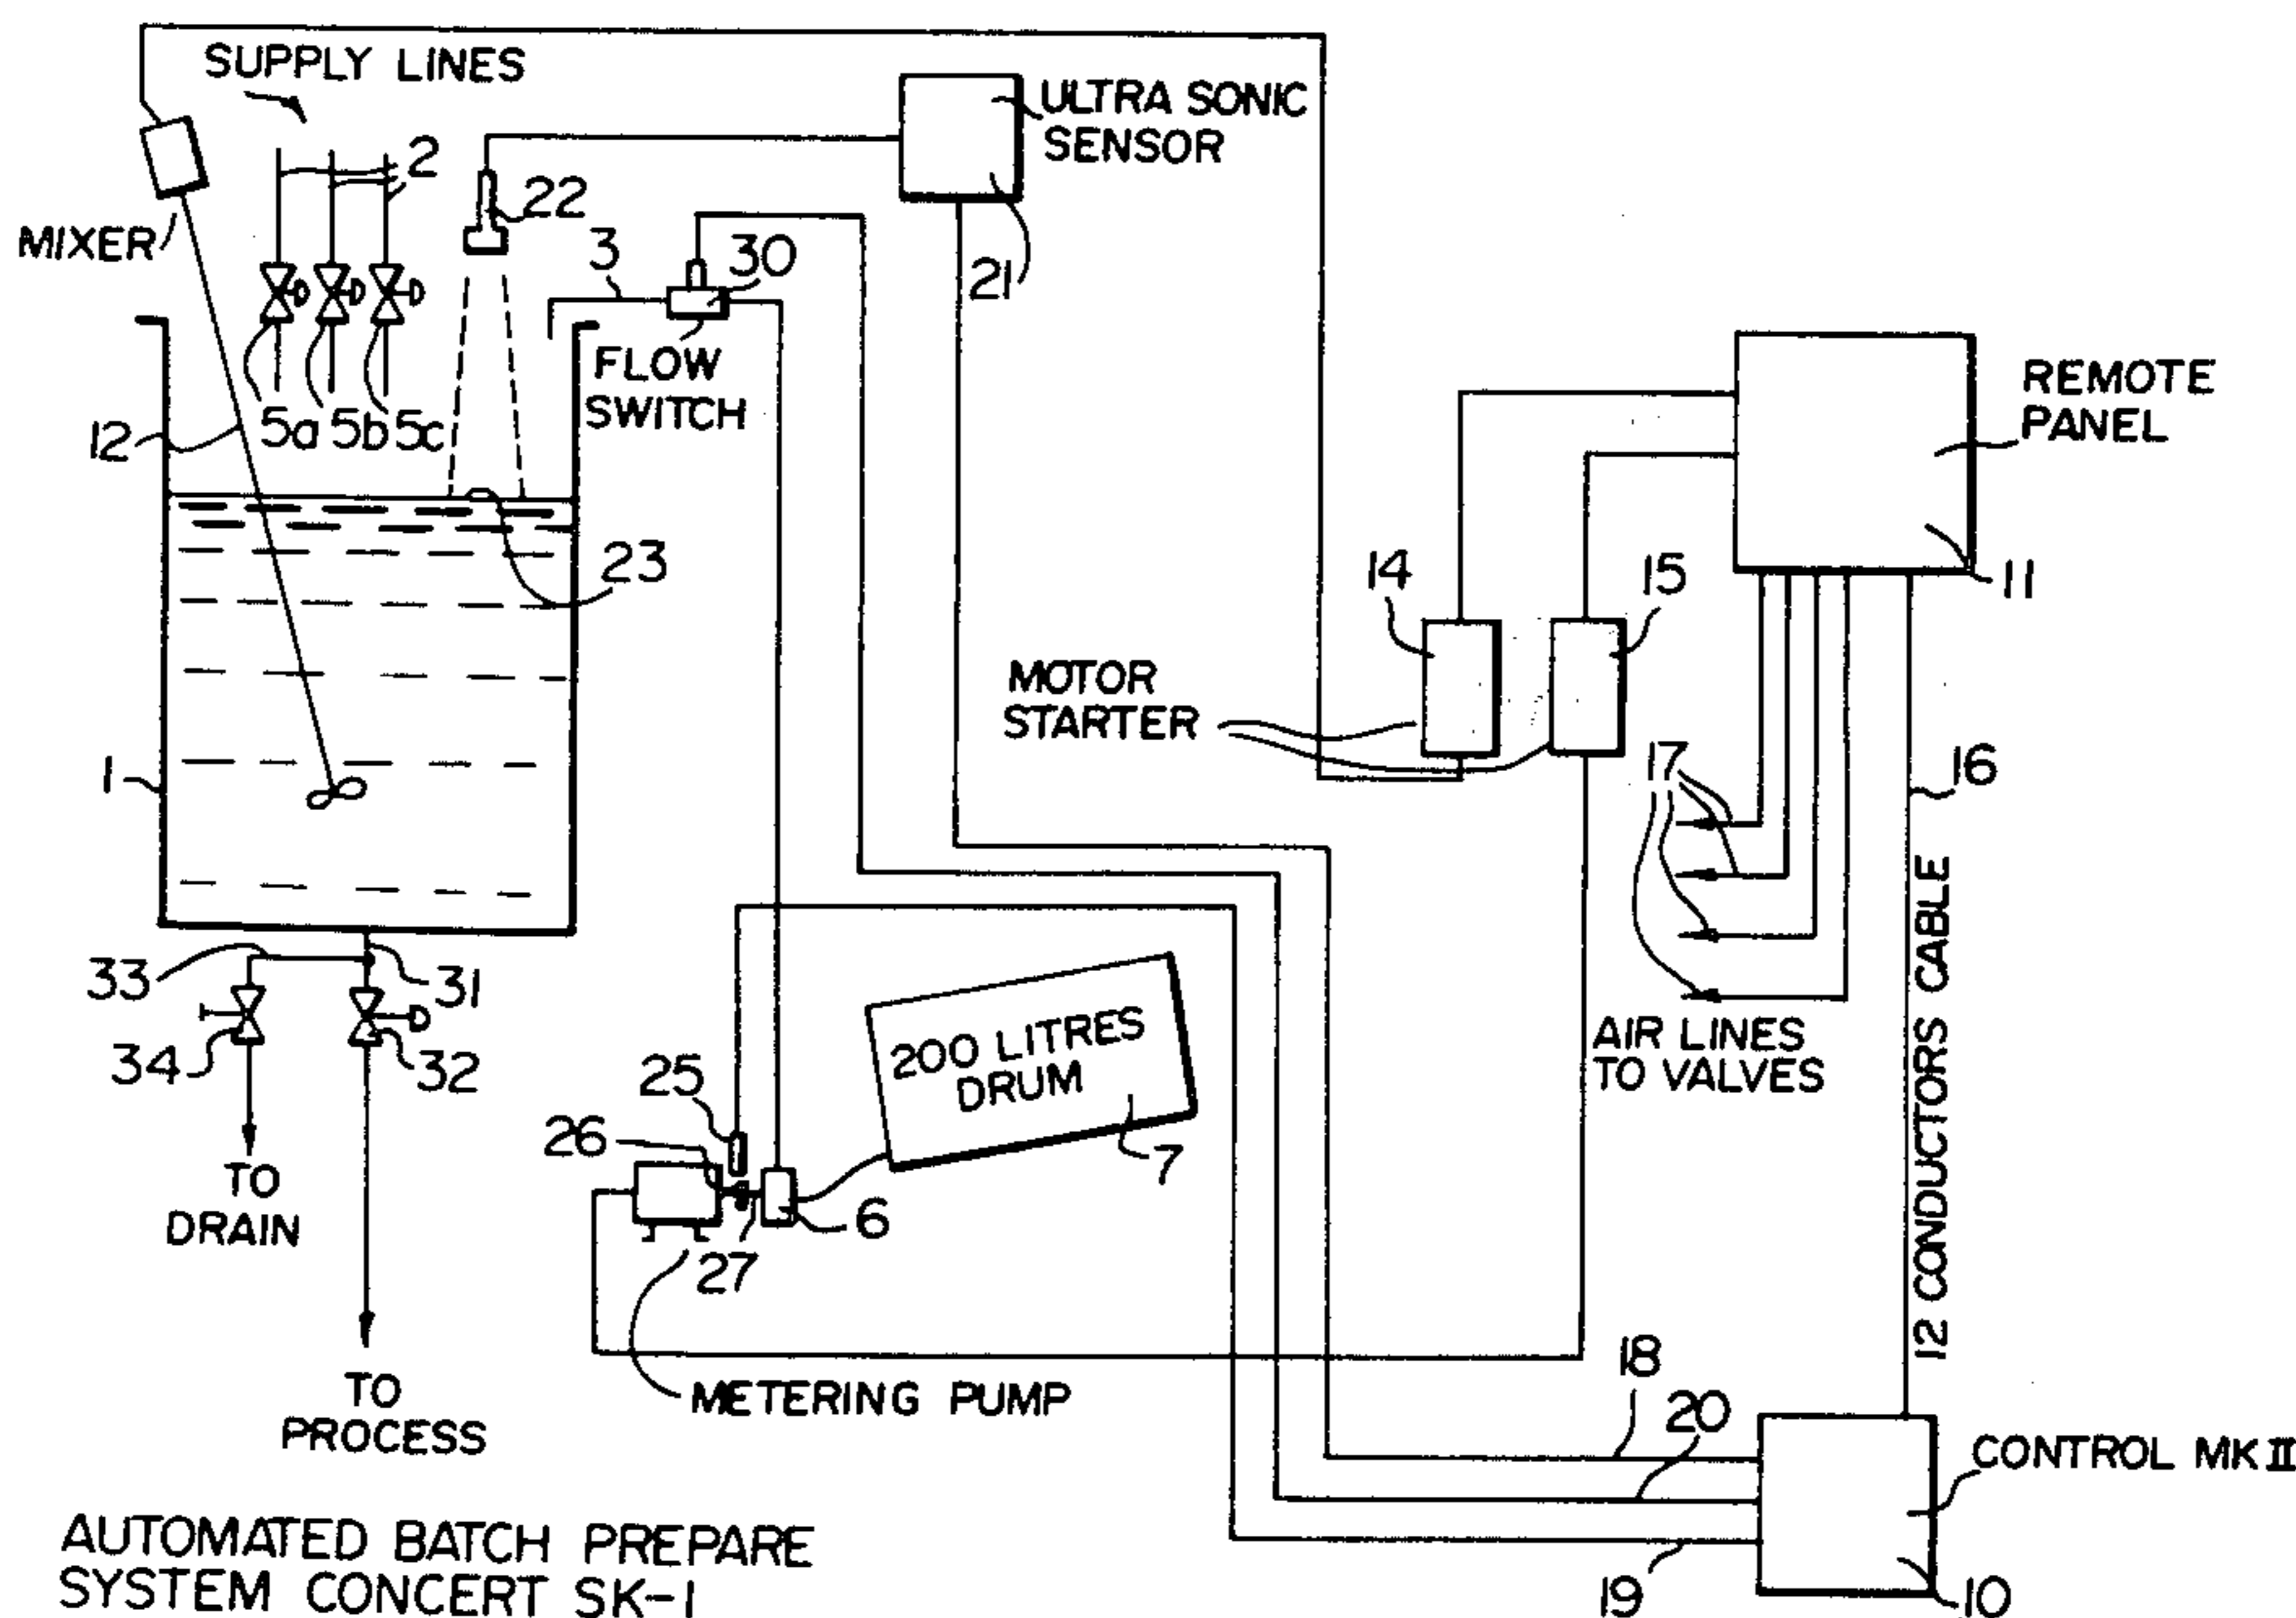 SUPPLY LINES
ULTRA SONIC
SENSOR
2
22
MIXER
3
30
21
FLOW
SWITCH
REMOTE
PANEL
5a
5b
5c
12
23
14
15
11
MOTOR
STARTER
17
16
1
12 CONDUCTORS CABLE
33
31
AIR LINES
TO VALVES
200 LITRES
DRUM
34
32
25
26
7
TO
DRAIN
6
27
18
TO
PROCESS
METERING PUMP
20
CONTROL MK II
AUTOMATED BATCH PREPARE
SYSTEM CONCERT SK-1
19
10